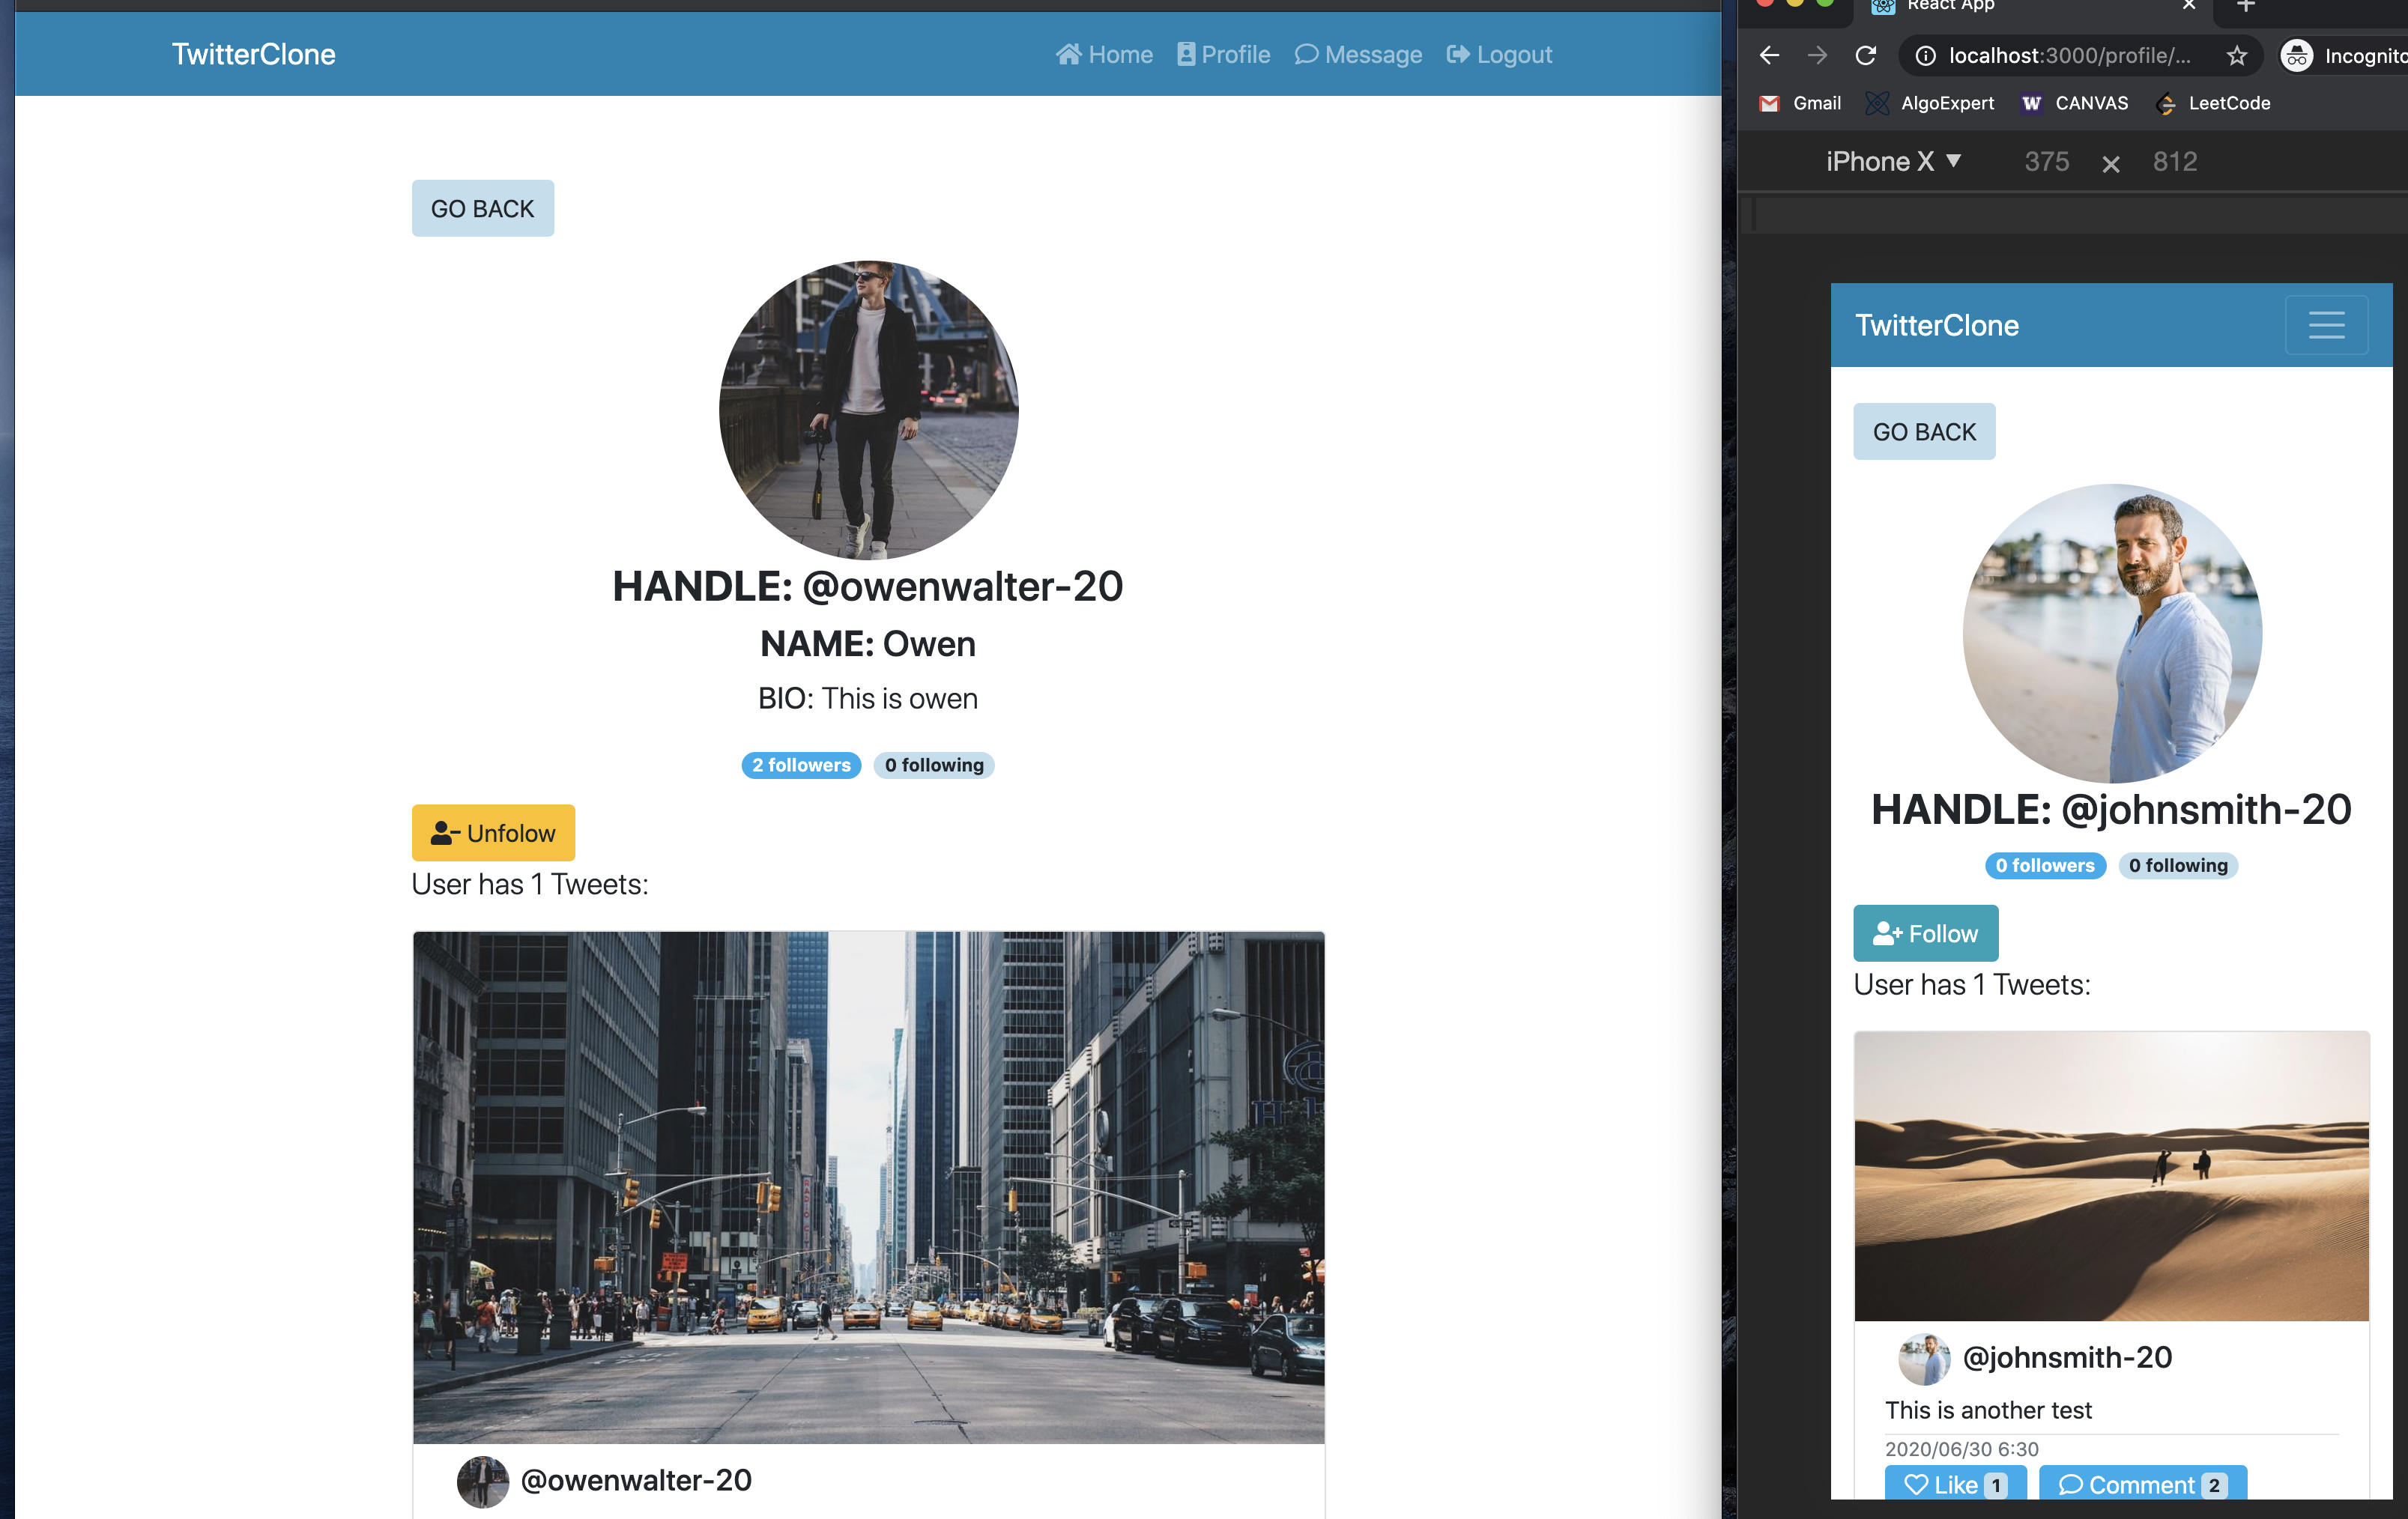 TwitterClone
Home Profile Message Logout
GO BACK
HANDLE: @owenwalter-20
NAME: Owen
BIO: This is owen
2 followers 0 following
Unfolow
User has 1 Tweets:
@owenwalter-20
React App
localhost:3000/profile/...
Incognito
Gmail AlgoExpert CANVAS LeetCode
iPhone X 375 × 812
TwitterClone
GO BACK
HANDLE: @johnsmith-20
0 followers 0 following
Follow
User has 1 Tweets:
@johnsmith-20
This is another test
2020/06/30 6:30
Like 1 Comment 2